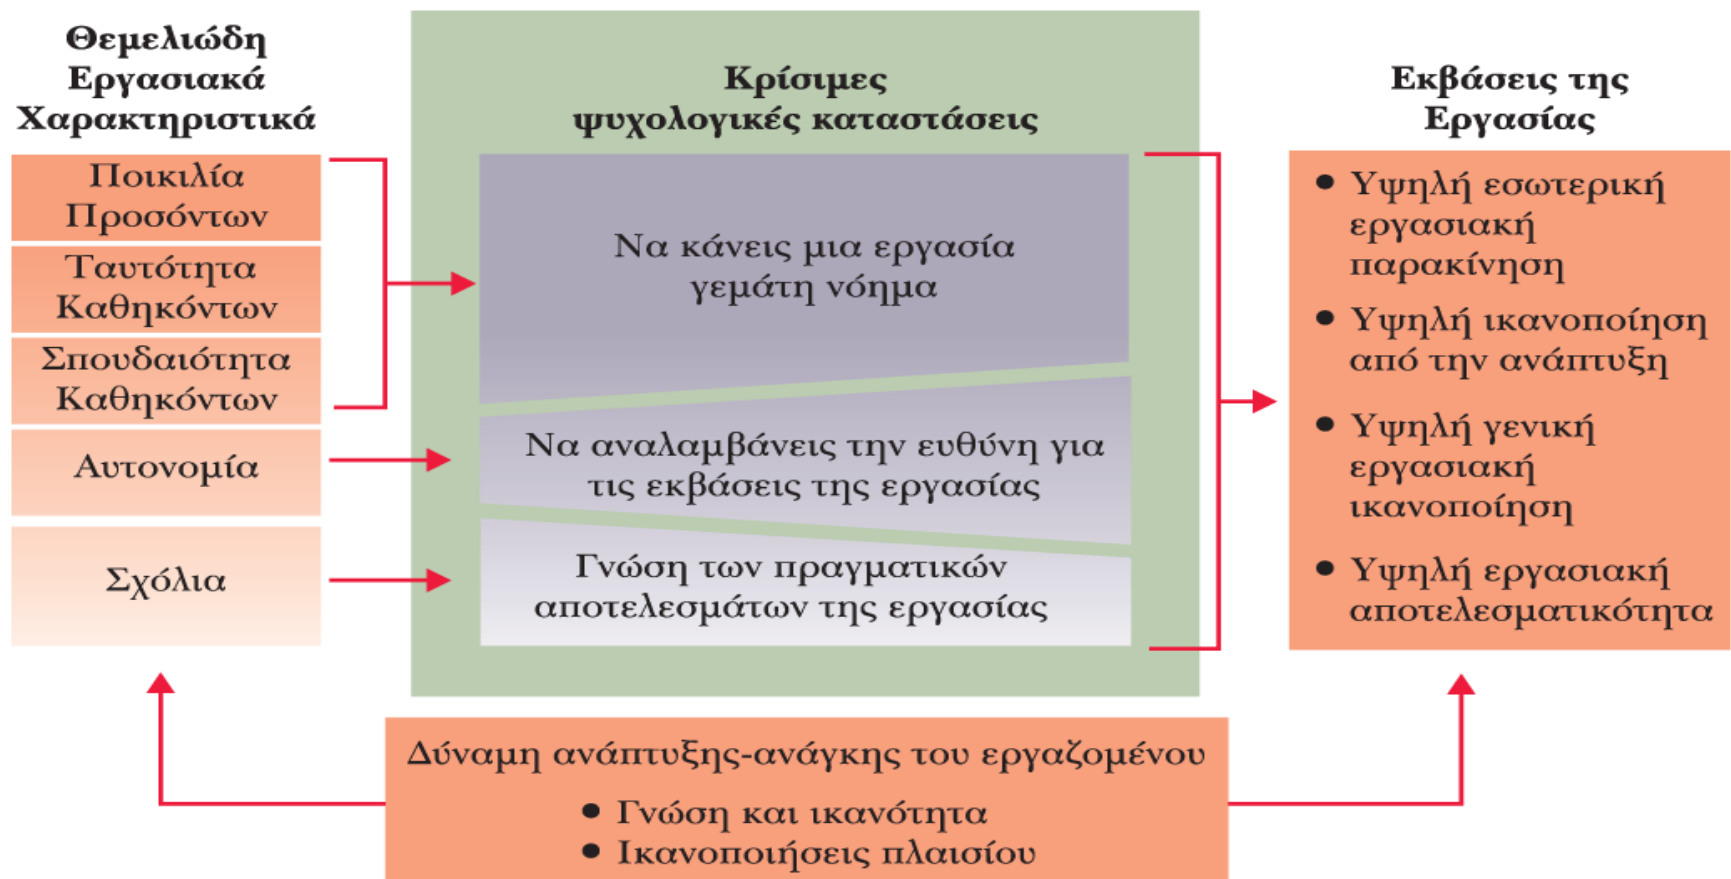 Θεμελιώδη
Εργασιακά
Χαρακτηριστικά
Ποικιλία
Προσόντων
Ταυτότητα
Καθηκόντων
Σπουδαιότητα
Καθηκόντων
Αυτονομία
Σχόλια
Κρίσιμες
ψυχολογικές καταστάσεις
Να κάνεις μια εργασία
γεμάτη νόημα
Να αναλαμβάνεις την ευθύνη για
τις εκβάσεις της εργασίας
Γνώση των πραγματικών
αποτελεσμάτων της εργασίας
Εκβάσεις της
Εργασίας
• Υψηλή εσωτερική
εργασιακή
παρακίνηση
• Υψηλή ικανοποίηση
από την ανάπτυξη
• Υψηλή γενική
εργασιακή
ικανοποίηση
• Υψηλή εργασιακή
αποτελεσματικότητα
Δύναμη ανάπτυξης-ανάγκης του εργαζομένου
• Γνώση και ικανότητα
• Ικανοποιήσεις πλαισίου